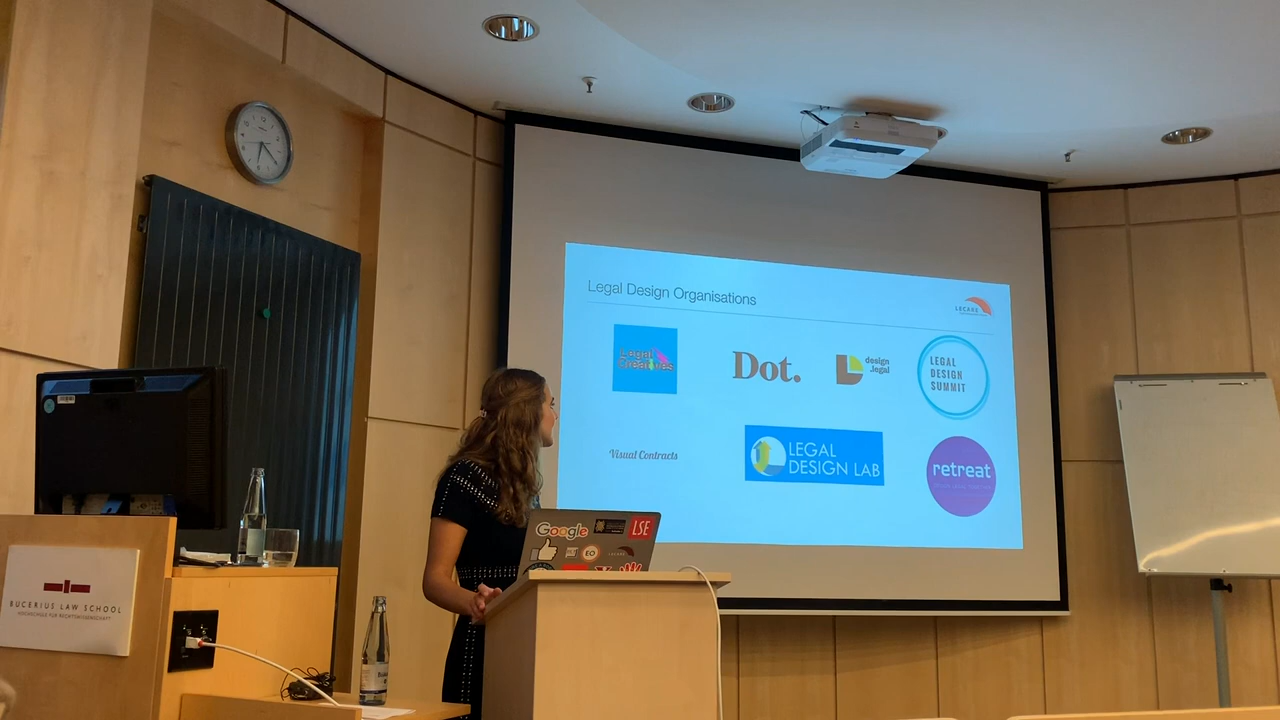 Legal Design Organisations
LECARE
Legal
Creatives
Dot.
design
.legal
LEGAL
DESIGN
SUMMIT
Visual Contracts
LEGAL
DESIGN LAB
retreat
Google
LSE
EO
BUCERIUS LAW SCHOOL
HOCHSCHULE FÜR RECHTSWISSENSCHAFT